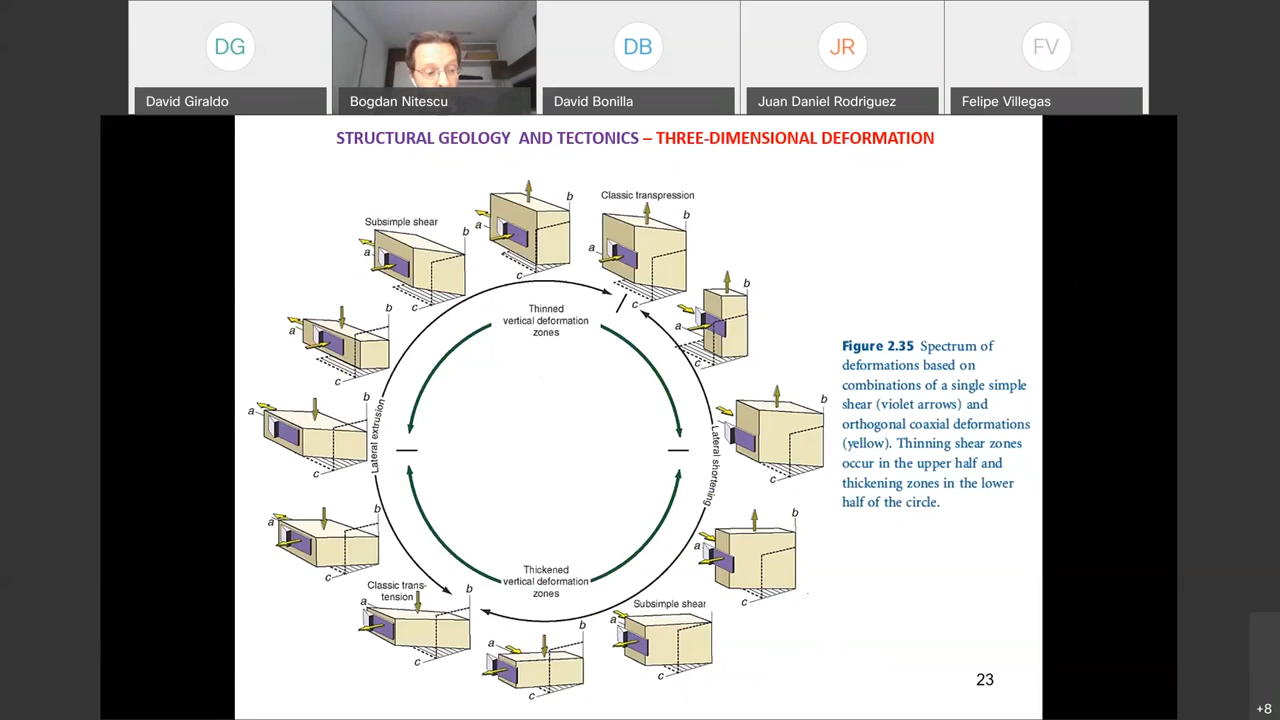 DG
DB
JR
FV
David Giraldo
Bogdan Nitescu
David Bonilla
Juan Daniel Rodriguez
Felipe Villegas
STRUCTURAL GEOLOGY AND TECTONICS – THREE-DIMENSIONAL DEFORMATION
Classic transpression
Subsimple shear
b
a
c
b
a
c
b
a
c
b
a
c
b
a
c
b
a
c
b
c
b
a
c
b
a
c
b
a
c
b
a
c
a
c
Thinned
vertical deformation
zones
Lateral extrusion
Lateral shortening
Thickened
vertical deformation
zones
Classic trans-
tension
Subsimple shear
Figure 2.35 Spectrum of
deformations based on
combinations of a single simple
shear (violet arrows) and
orthogonal coaxial deformations
(yellow). Thinning shear zones
occur in the upper half and
thickening zones in the lower
half of the circle.
23
+8